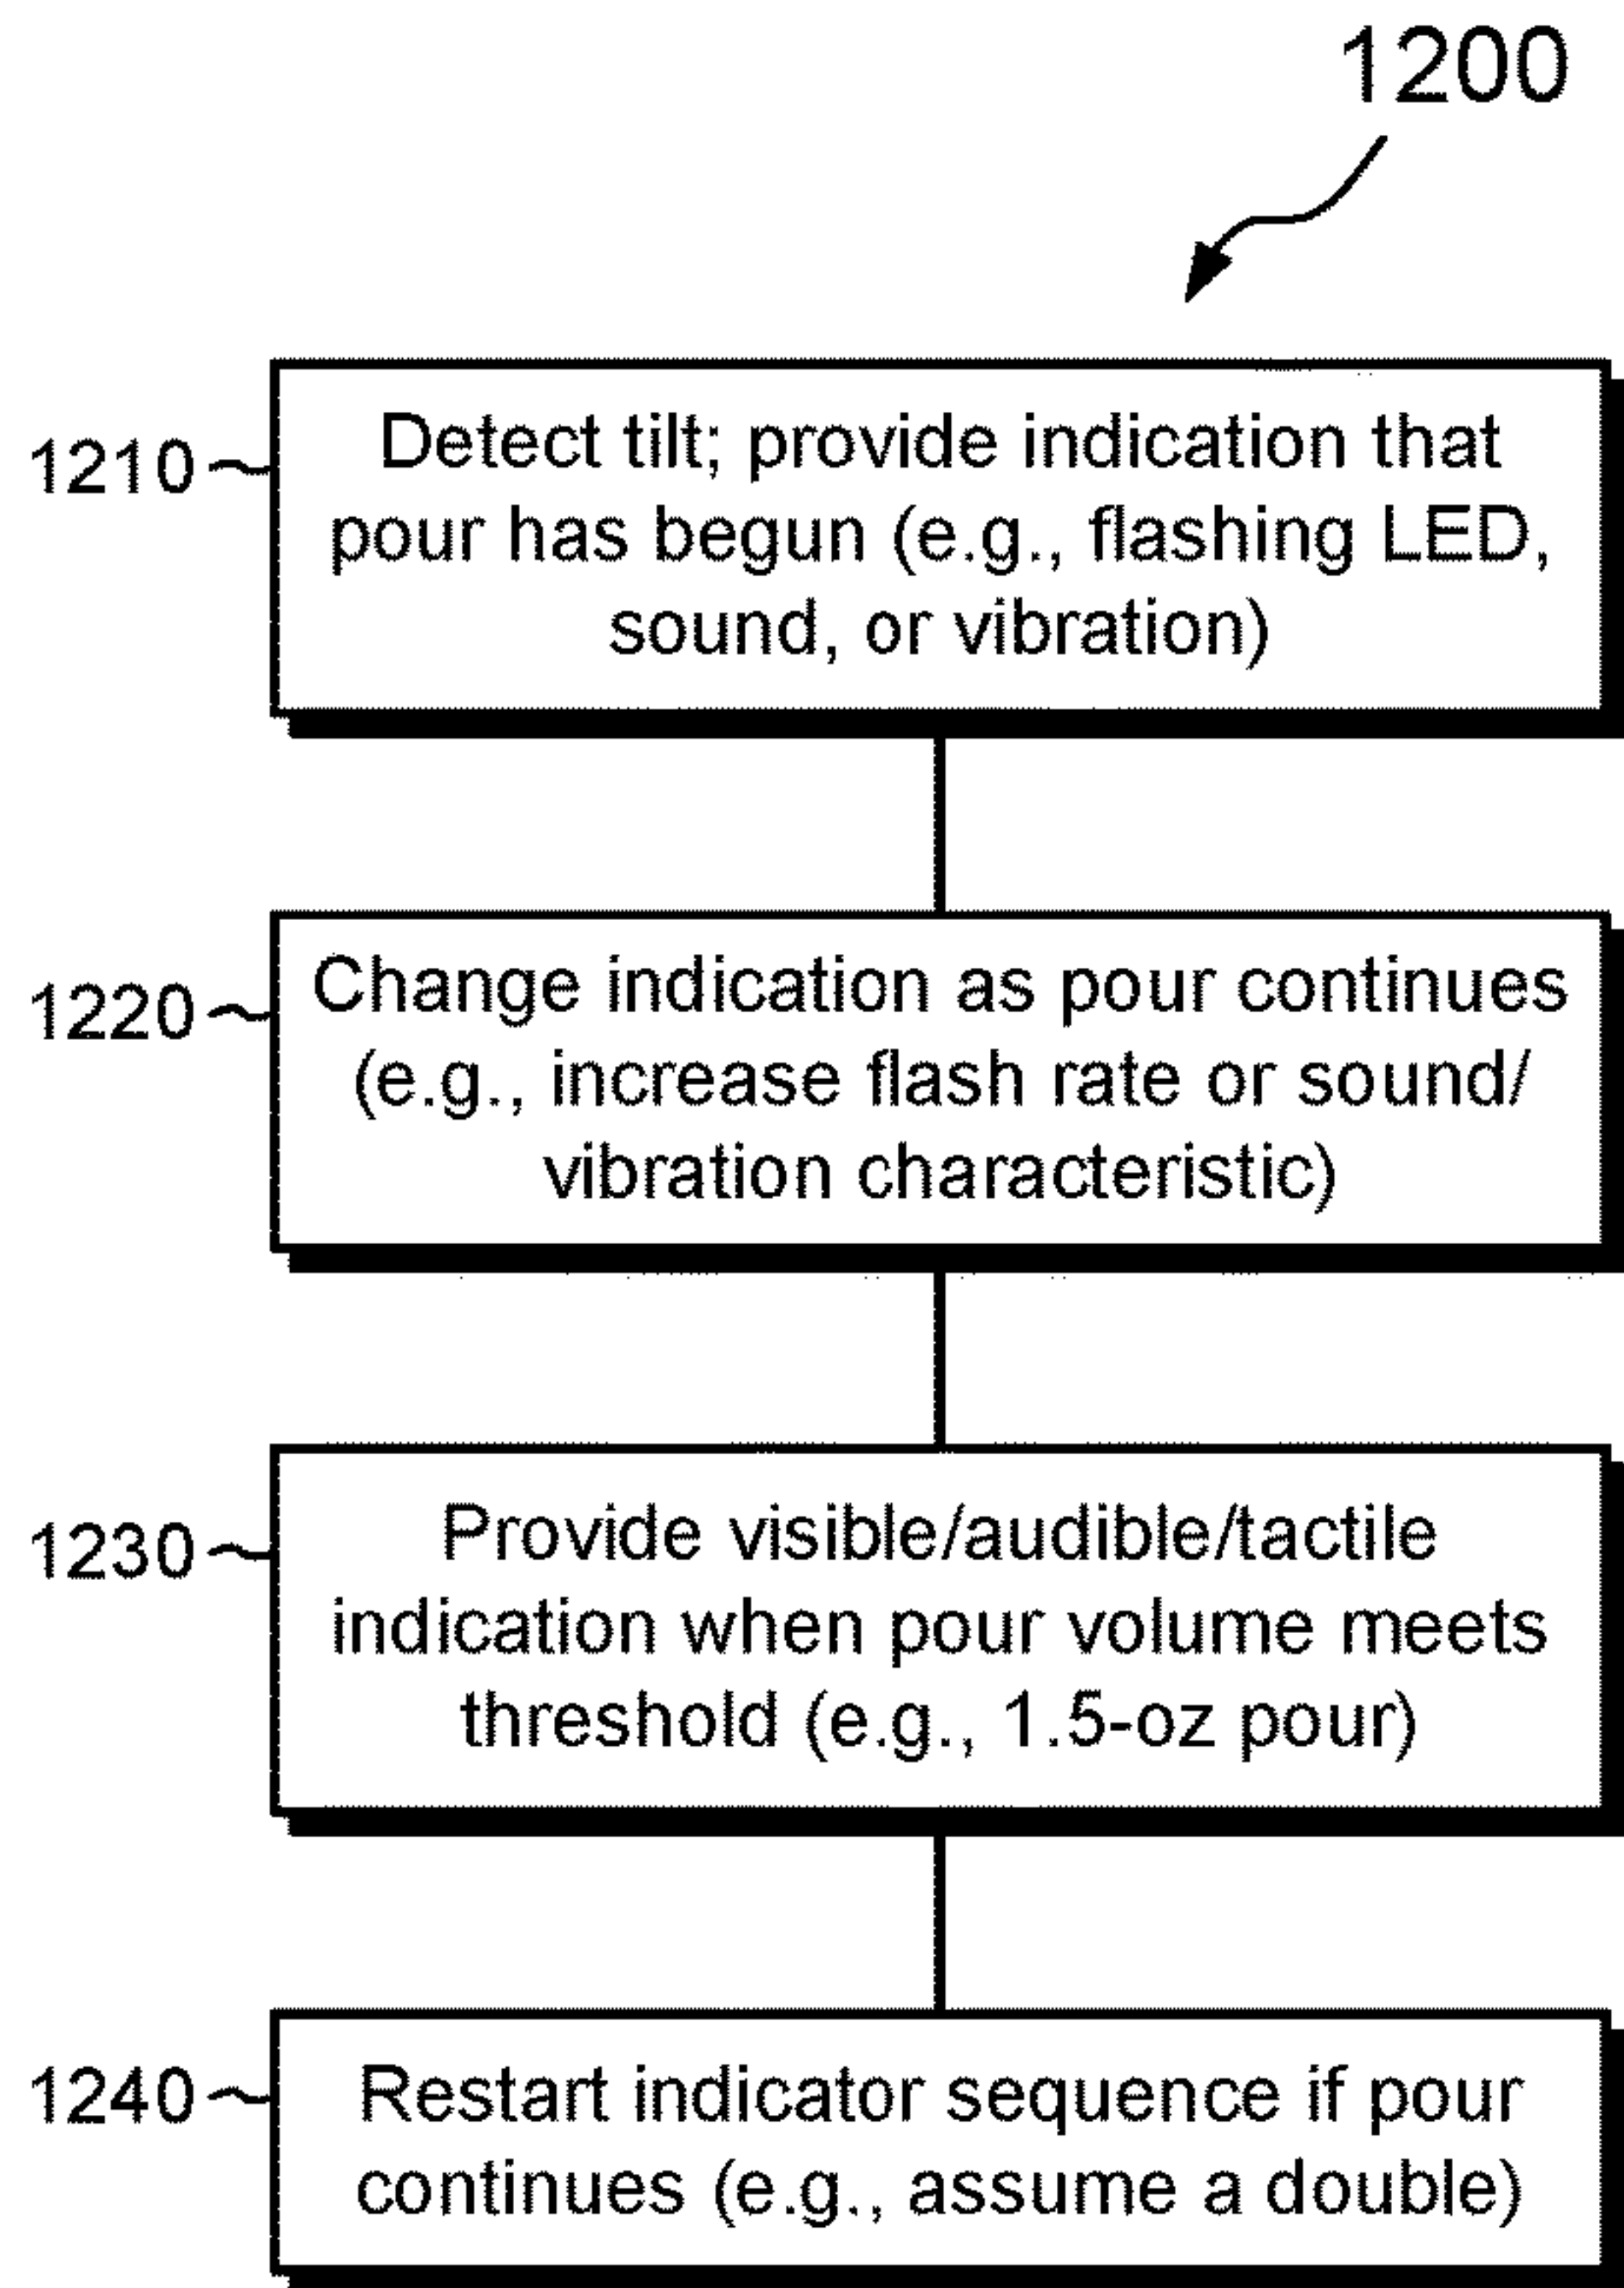 1200
1210
Detect tilt; provide indication that
pour has begun (e.g., flashing LED,
sound, or vibration)
1220
Change indication as pour continues
(e.g., increase flash rate or sound/
vibration characteristic)
1230
Provide visible/audible/tactile
indication when pour volume meets
threshold (e.g., 1.5-oz pour)
1240
Restart indicator sequence if pour
continues (e.g., assume a double)